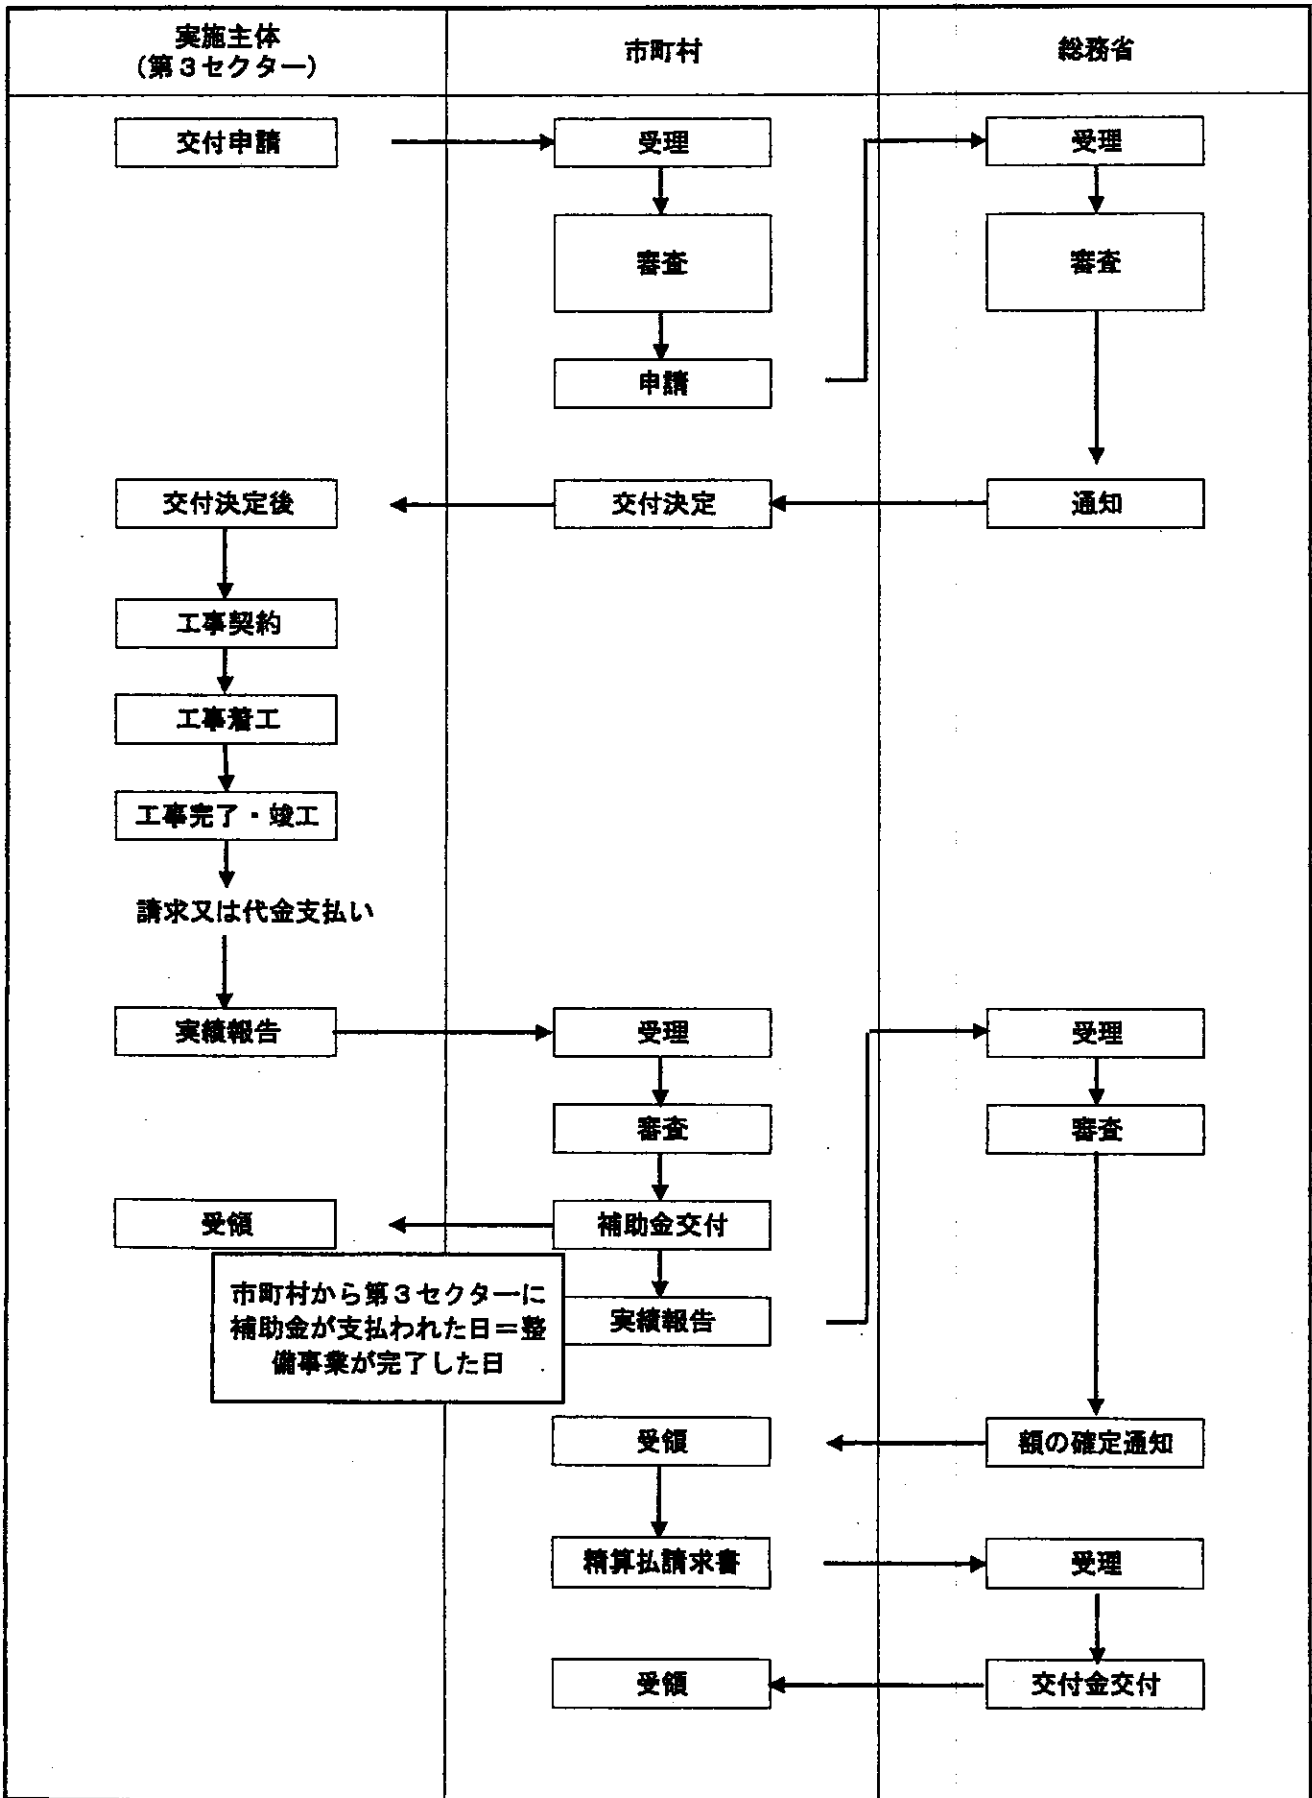 実施主体
(第3セクター)
市町村
総務省
交付申請
受理
受理
審査
審査
申請
交付決定後
交付決定
通知
工事契約
工事着工
工事完了・竣工
請求又は代金支払い
実績報告
受理
受理
審査
審査
受領
補助金交付
市町村から第3セクターに
補助金が支払われた日=整
備事業が完了した日
実績報告
受領
額の確定通知
精算払請求書
受理
受領
交付金交付